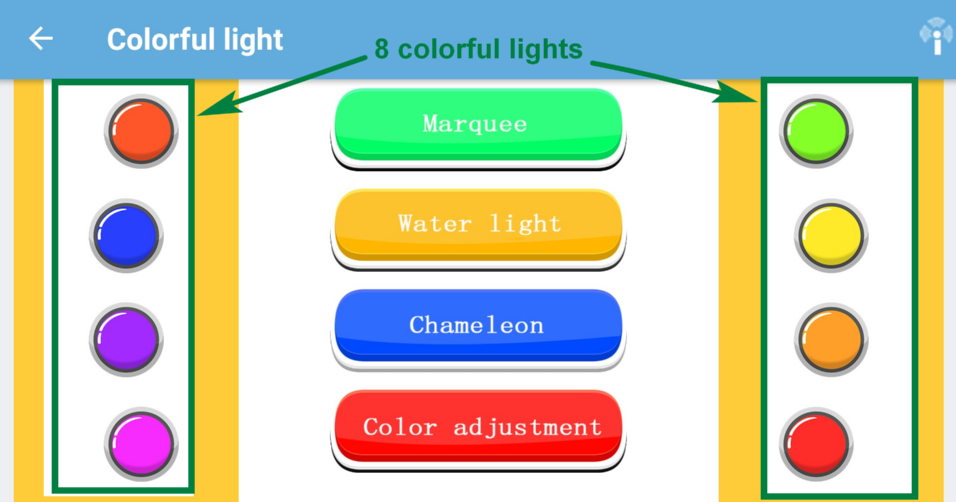 Colorful light
8 colorful lights
Marquee
Water light
Chameleon
Color adjustment